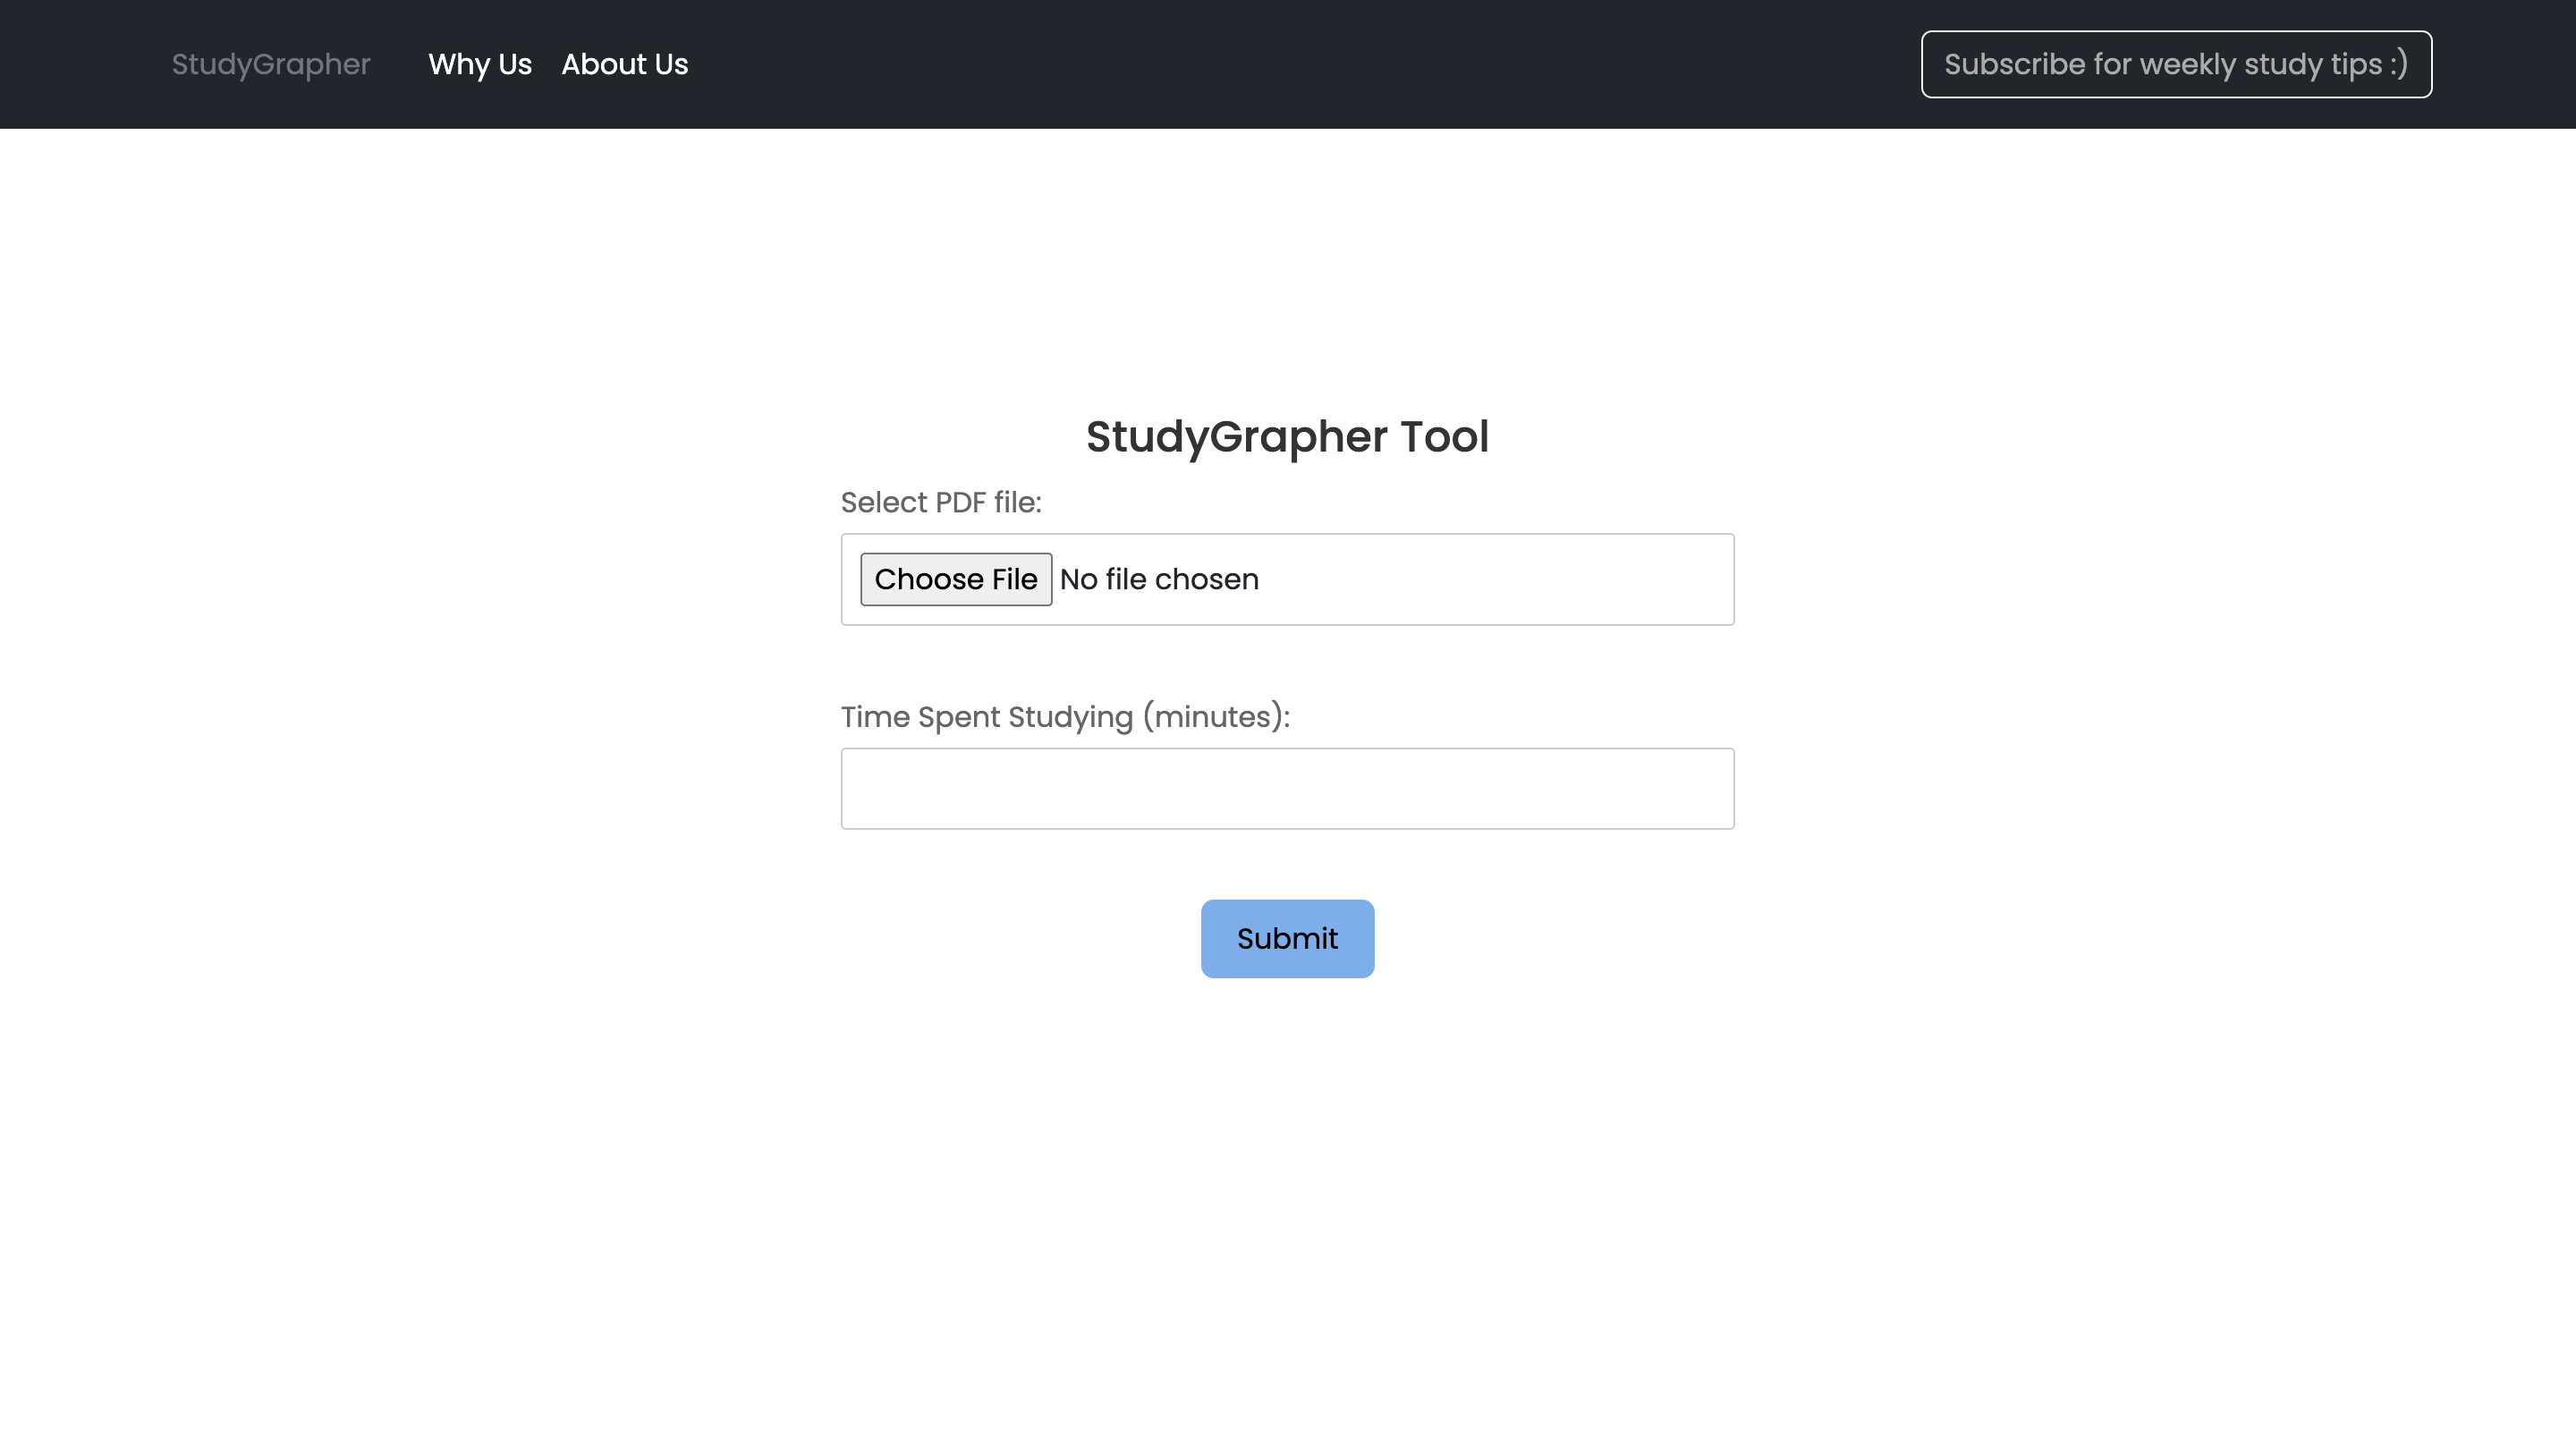 StudyGrapher Why Us About Us Subscribe for weekly study tips :)
StudyGrapher Tool
Select PDF file:
Choose File No file chosen
Time Spent Studying (minutes):
Submit